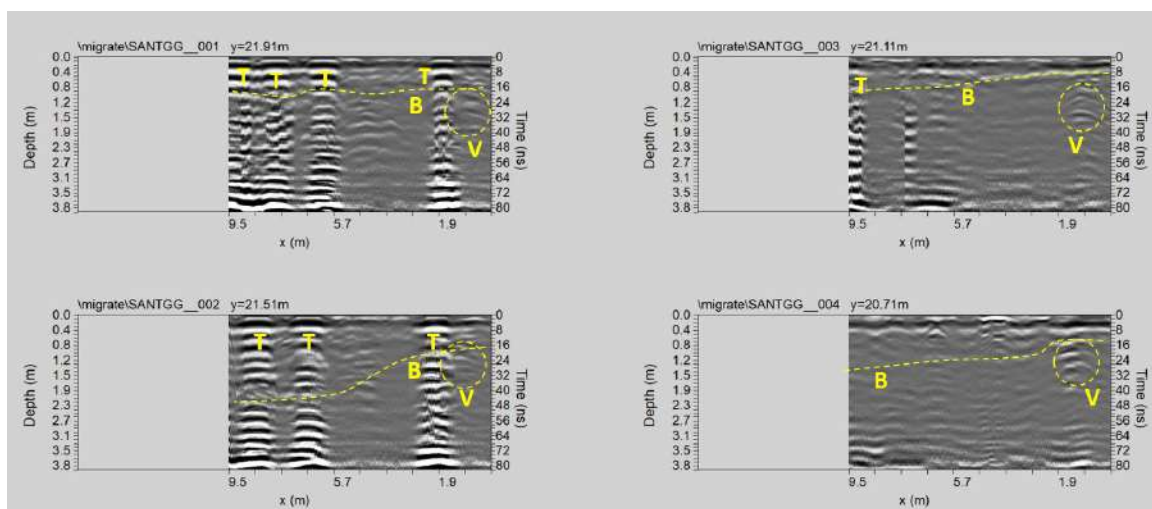 \migrate\SANTGG__001 y=21.91m
0.0
0.4
0.8
1.2
1.5
1.9
2.3
2.7
3.1
3.5
3.8
Depth (m)
T T T T
B
V
0
8
16
24
32
40
48
56
64
72
80
Time (ns)
9.5 5.7 1.9
x (m)
\migrate\SANTGG__003 y=21.11m
0.0
0.4
0.8
1.2
1.5
1.9
2.3
2.7
3.1
3.5
3.8
Depth (m)
T
B
V
0
8
16
24
32
40
48
56
64
72
80
Time (ns)
9.5 5.7 1.9
x (m)
\migrate\SANTGG__002 y=21.51m
0.0
0.4
0.8
1.2
1.5
1.9
2.3
2.7
3.1
3.5
3.8
Depth (m)
T T T
B
V
0
8
16
24
32
40
48
56
64
72
80
Time (ns)
9.5 5.7 1.9
x (m)
\migrate\SANTGG__004 y=20.71m
0.0
0.4
0.8
1.2
1.5
1.9
2.3
2.7
3.1
3.5
3.8
Depth (m)
B
V
0
8
16
24
32
40
48
56
64
72
80
Time (ns)
9.5 5.7 1.9
x (m)